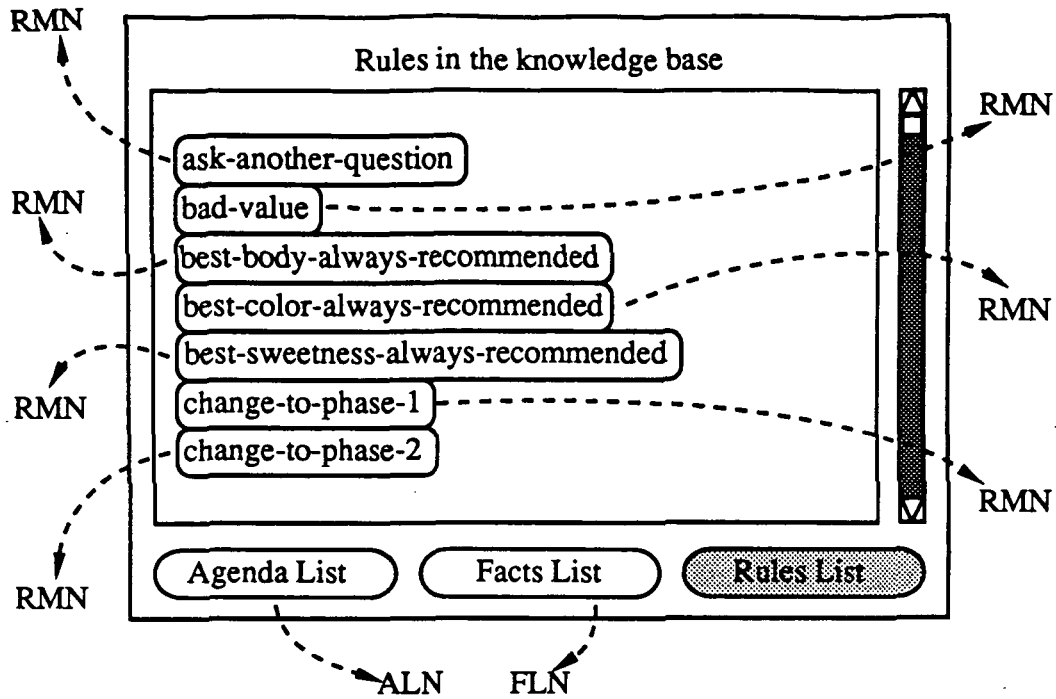 RMN
Rules in the knowledge base
RMN
ask-another-question
RMN
bad-value
best-body-always-recommended
best-color-always-recommended
RMN
best-sweetness-always-recommended
RMN
change-to-phase-1
change-to-phase-2
RMN
Agenda List Facts List Rules List
RMN
ALN FLN